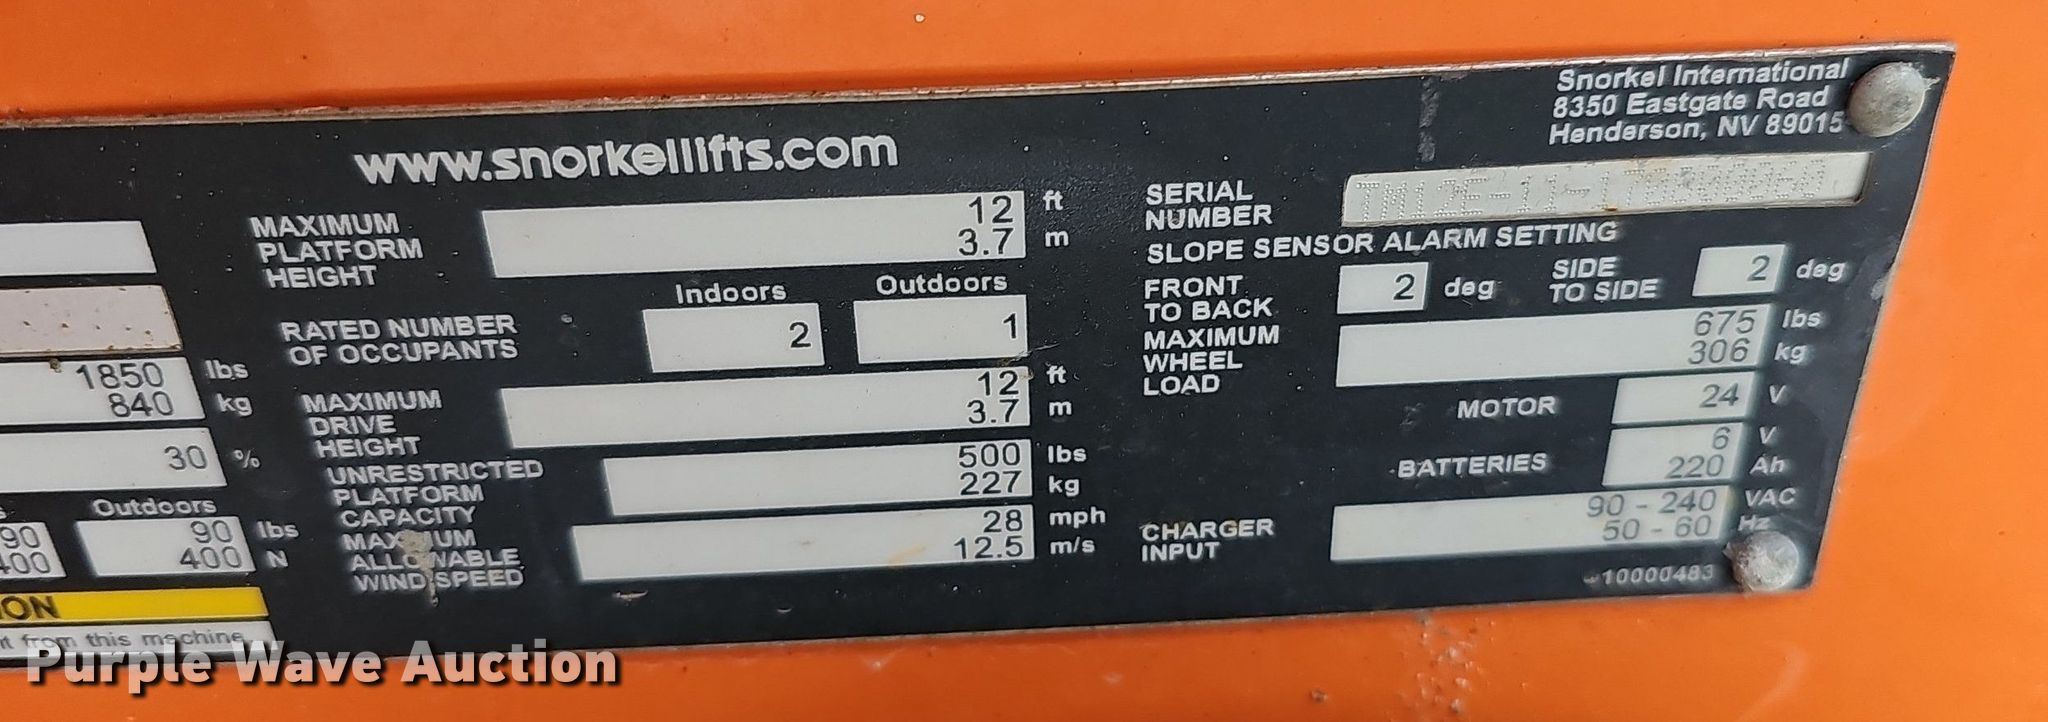 Snorkel International
8350 Eastgate Road
Henderson, NV 89015
www.snorkellifts.com
1850 lbs
840 kg
30 %
Outdoors
90
400
90 lbs
400 N
ION
from this machine
MAXIMUM
PLATFORM
HEIGHT
12 ft
3.7 m
Indoors Outdoors
RATED NUMBER
OF OCCUPANTS
2 1
MAXIMUM
DRIVE
HEIGHT
12 ft
3.7 m
UNRESTRICTED
PLATFORM
CAPACITY
500 lbs
227 kg
MAXIMUM
ALLOWABLE
WIND SPEED
28 mph
12.5 m/s
SERIAL
NUMBER
SLOPE SENSOR ALARM SETTING
FRONT
TO BACK
2 deg
SIDE
TO SIDE
2 deg
MAXIMUM
WHEEL
LOAD
675 lbs
306 kg
MOTOR 24 V
BATTERIES
6 V
220 Ah
CHARGER
INPUT
90 - 240 VAC
50 - 60 Hz
10000483
Purple Wave Auction